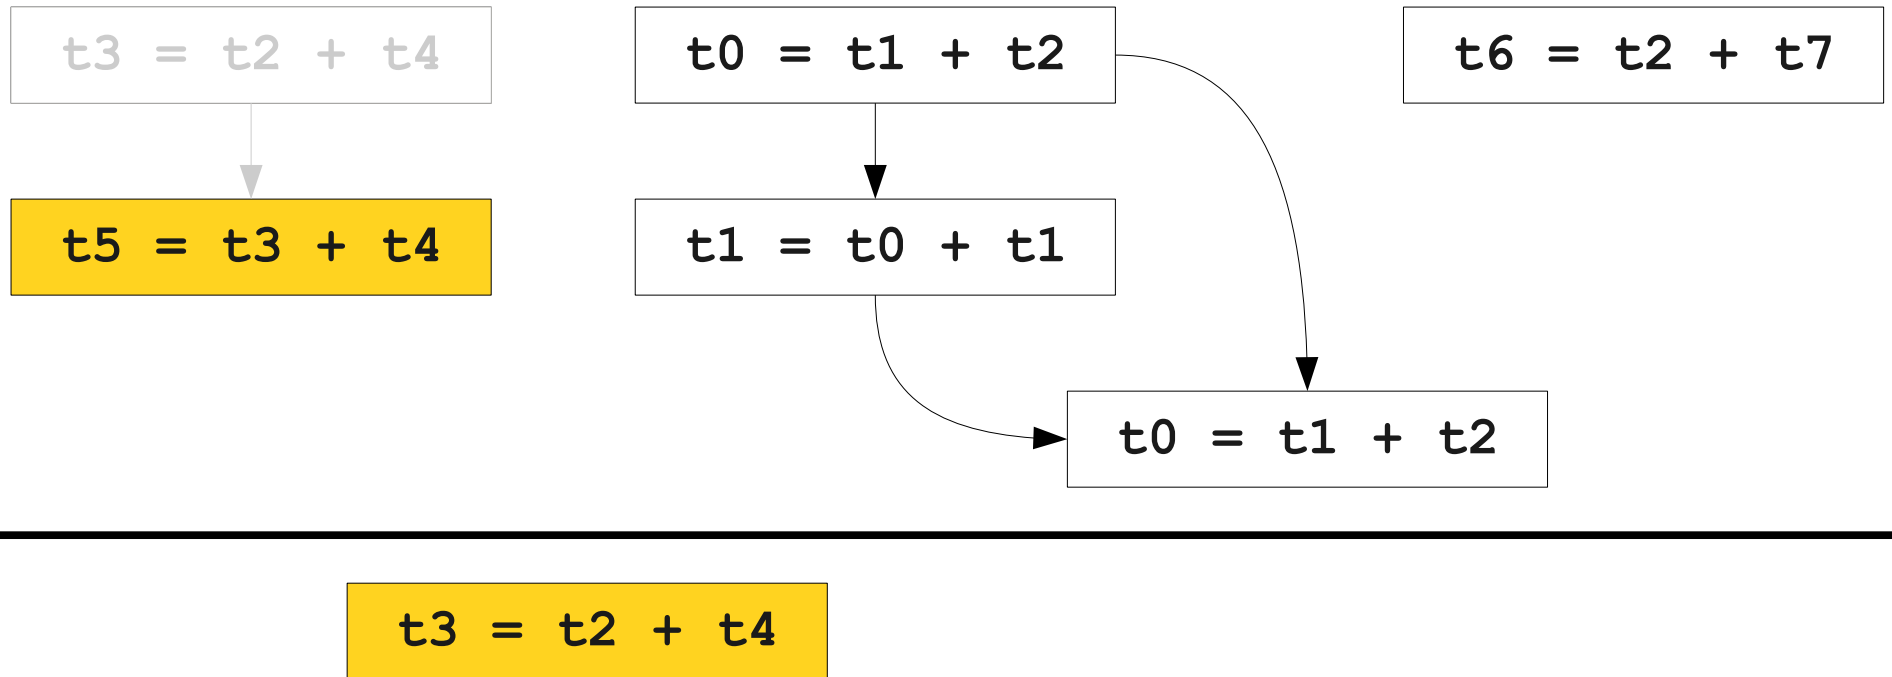 t3 = t2 + t4
t0 = t1 + t2
t6 = t2 + t7
t5 = t3 + t4
t1 = t0 + t1
t0 = t1 + t2
t3 = t2 + t4